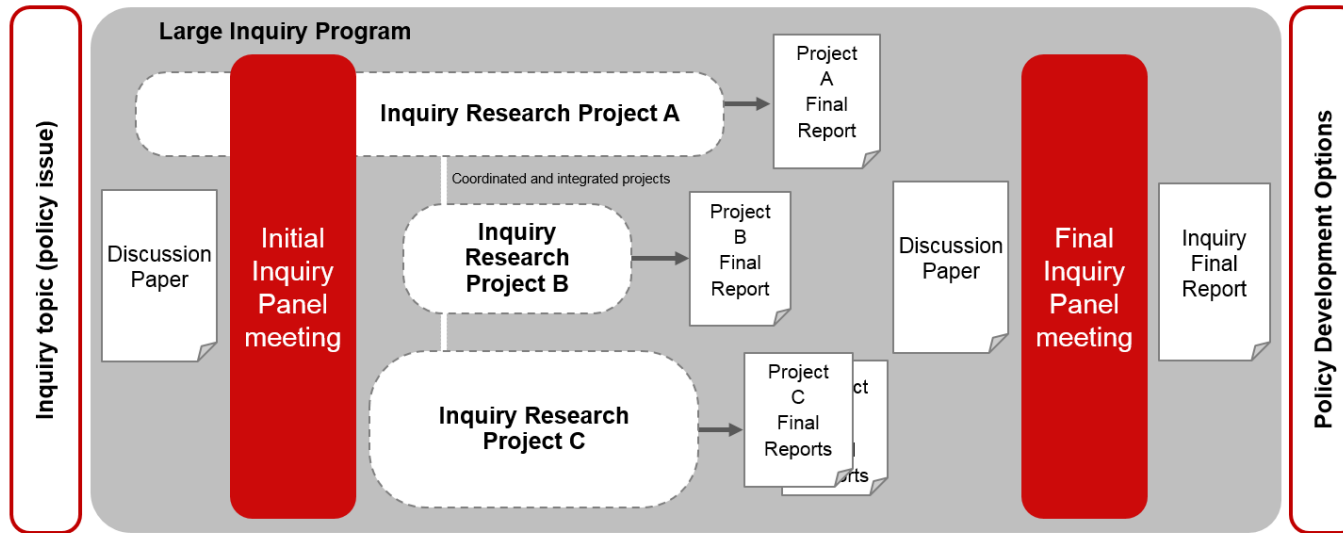 Inquiry topic (policy issue)
Large Inquiry Program
Discussion
Paper
Initial
Inquiry
Panel
meeting
Inquiry Research Project A
Project
A
Final
Report
Coordinated and integrated projects
Inquiry
Research
Project B
Project
B
Final
Report
Inquiry Research
Project C
Project
C
Final
Reports
Discussion
Paper
Final
Inquiry
Panel
meeting
Inquiry
Final
Report
Policy Development Options